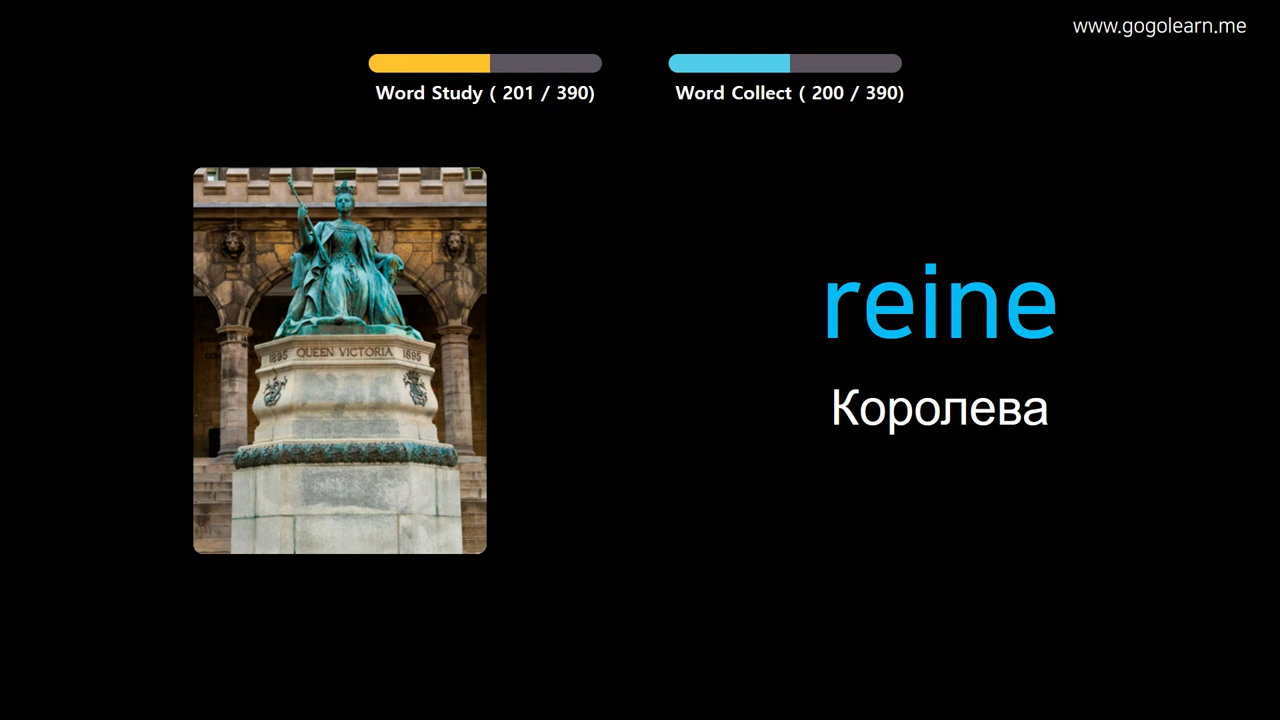 www.gogolearn.me
Word Study ( 201 / 390)
Word Collect ( 200 / 390)
reine
Королева
1895 QUEEN VICTORIA 1895